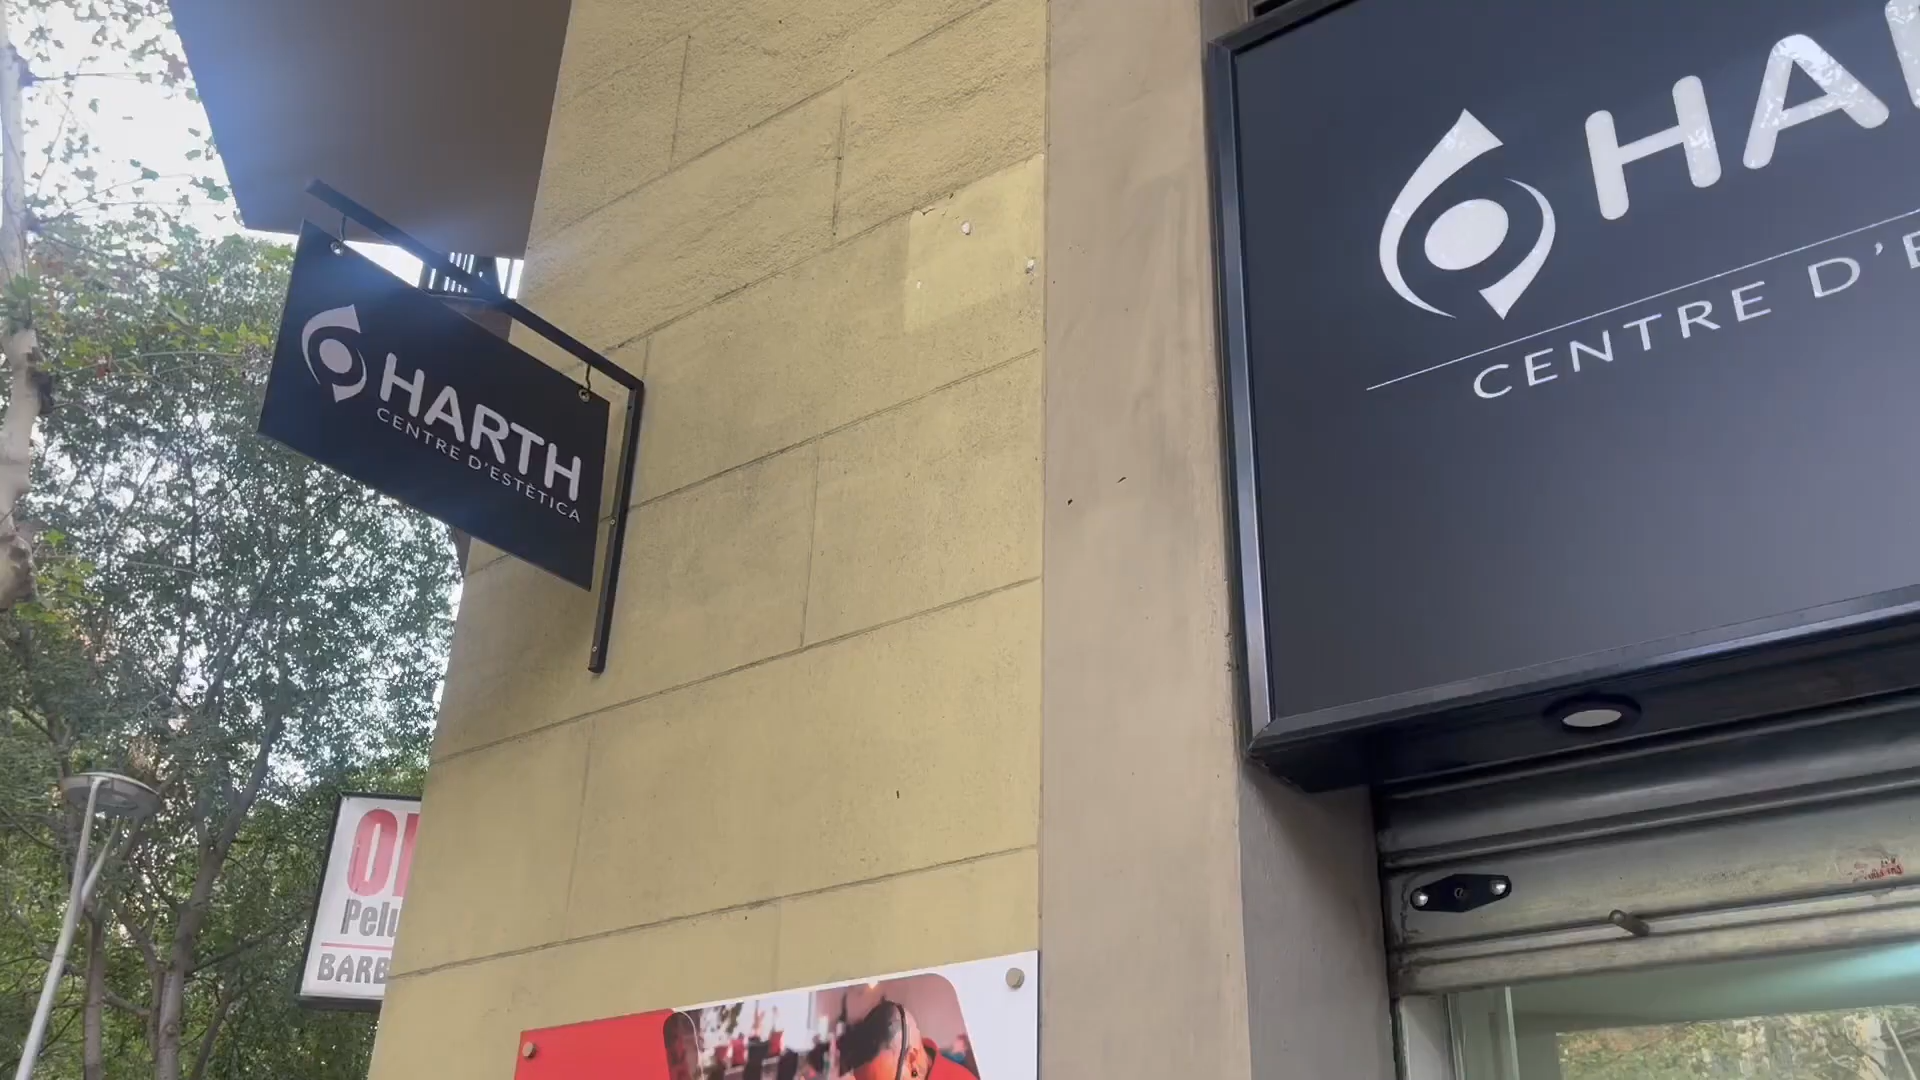 HARTH
CENTRE D'ESTÈTICA
HA
CENTRE D'E
Pelu
BARB